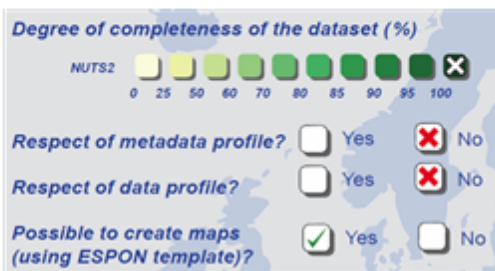 Degree of completeness of the dataset (%)
NUTS2
0 25 50 60 70 80 85 90 95 100
Respect of metadata profile? Yes No
Respect of data profile? Yes No
Possible to create maps Yes No
(using ESPON template)?